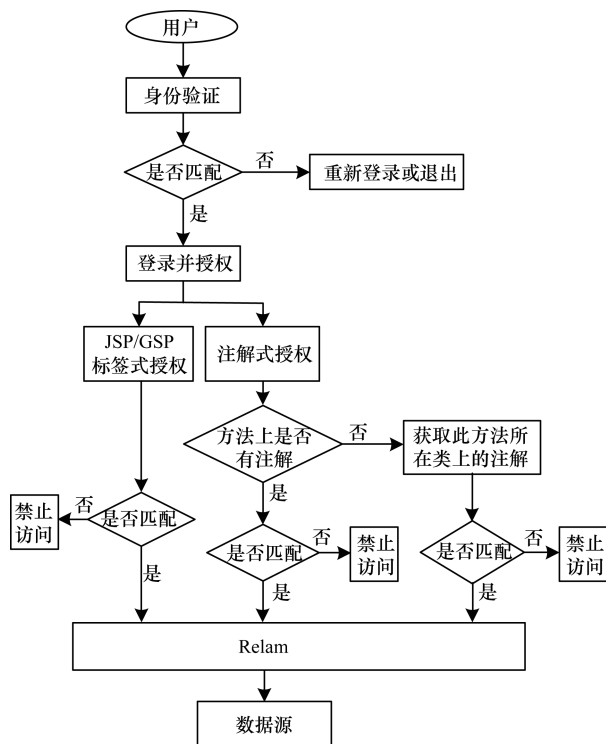 用户
身份验证
是否匹配
否
重新登录或退出
是
登录并授权
JSP/GSP
标签式授权
注解式授权
方法上是否
有注解
否
获取此方法所
在类上的注解
是
禁止
访问
否
是否匹配
是
是否匹配
否
禁止
访问
是
是否匹配
否
禁止
访问
是
Relam
数据源